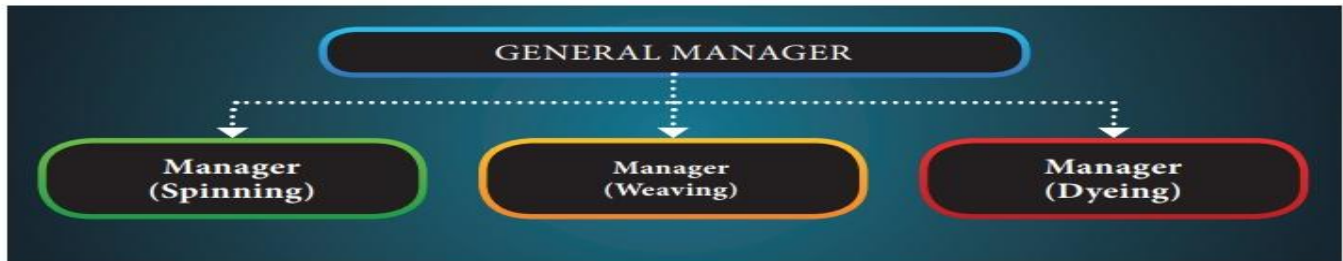 GENERAL MANAGER
Manager
(Spinning)
Manager
(Weaving)
Manager
(Dyeing)